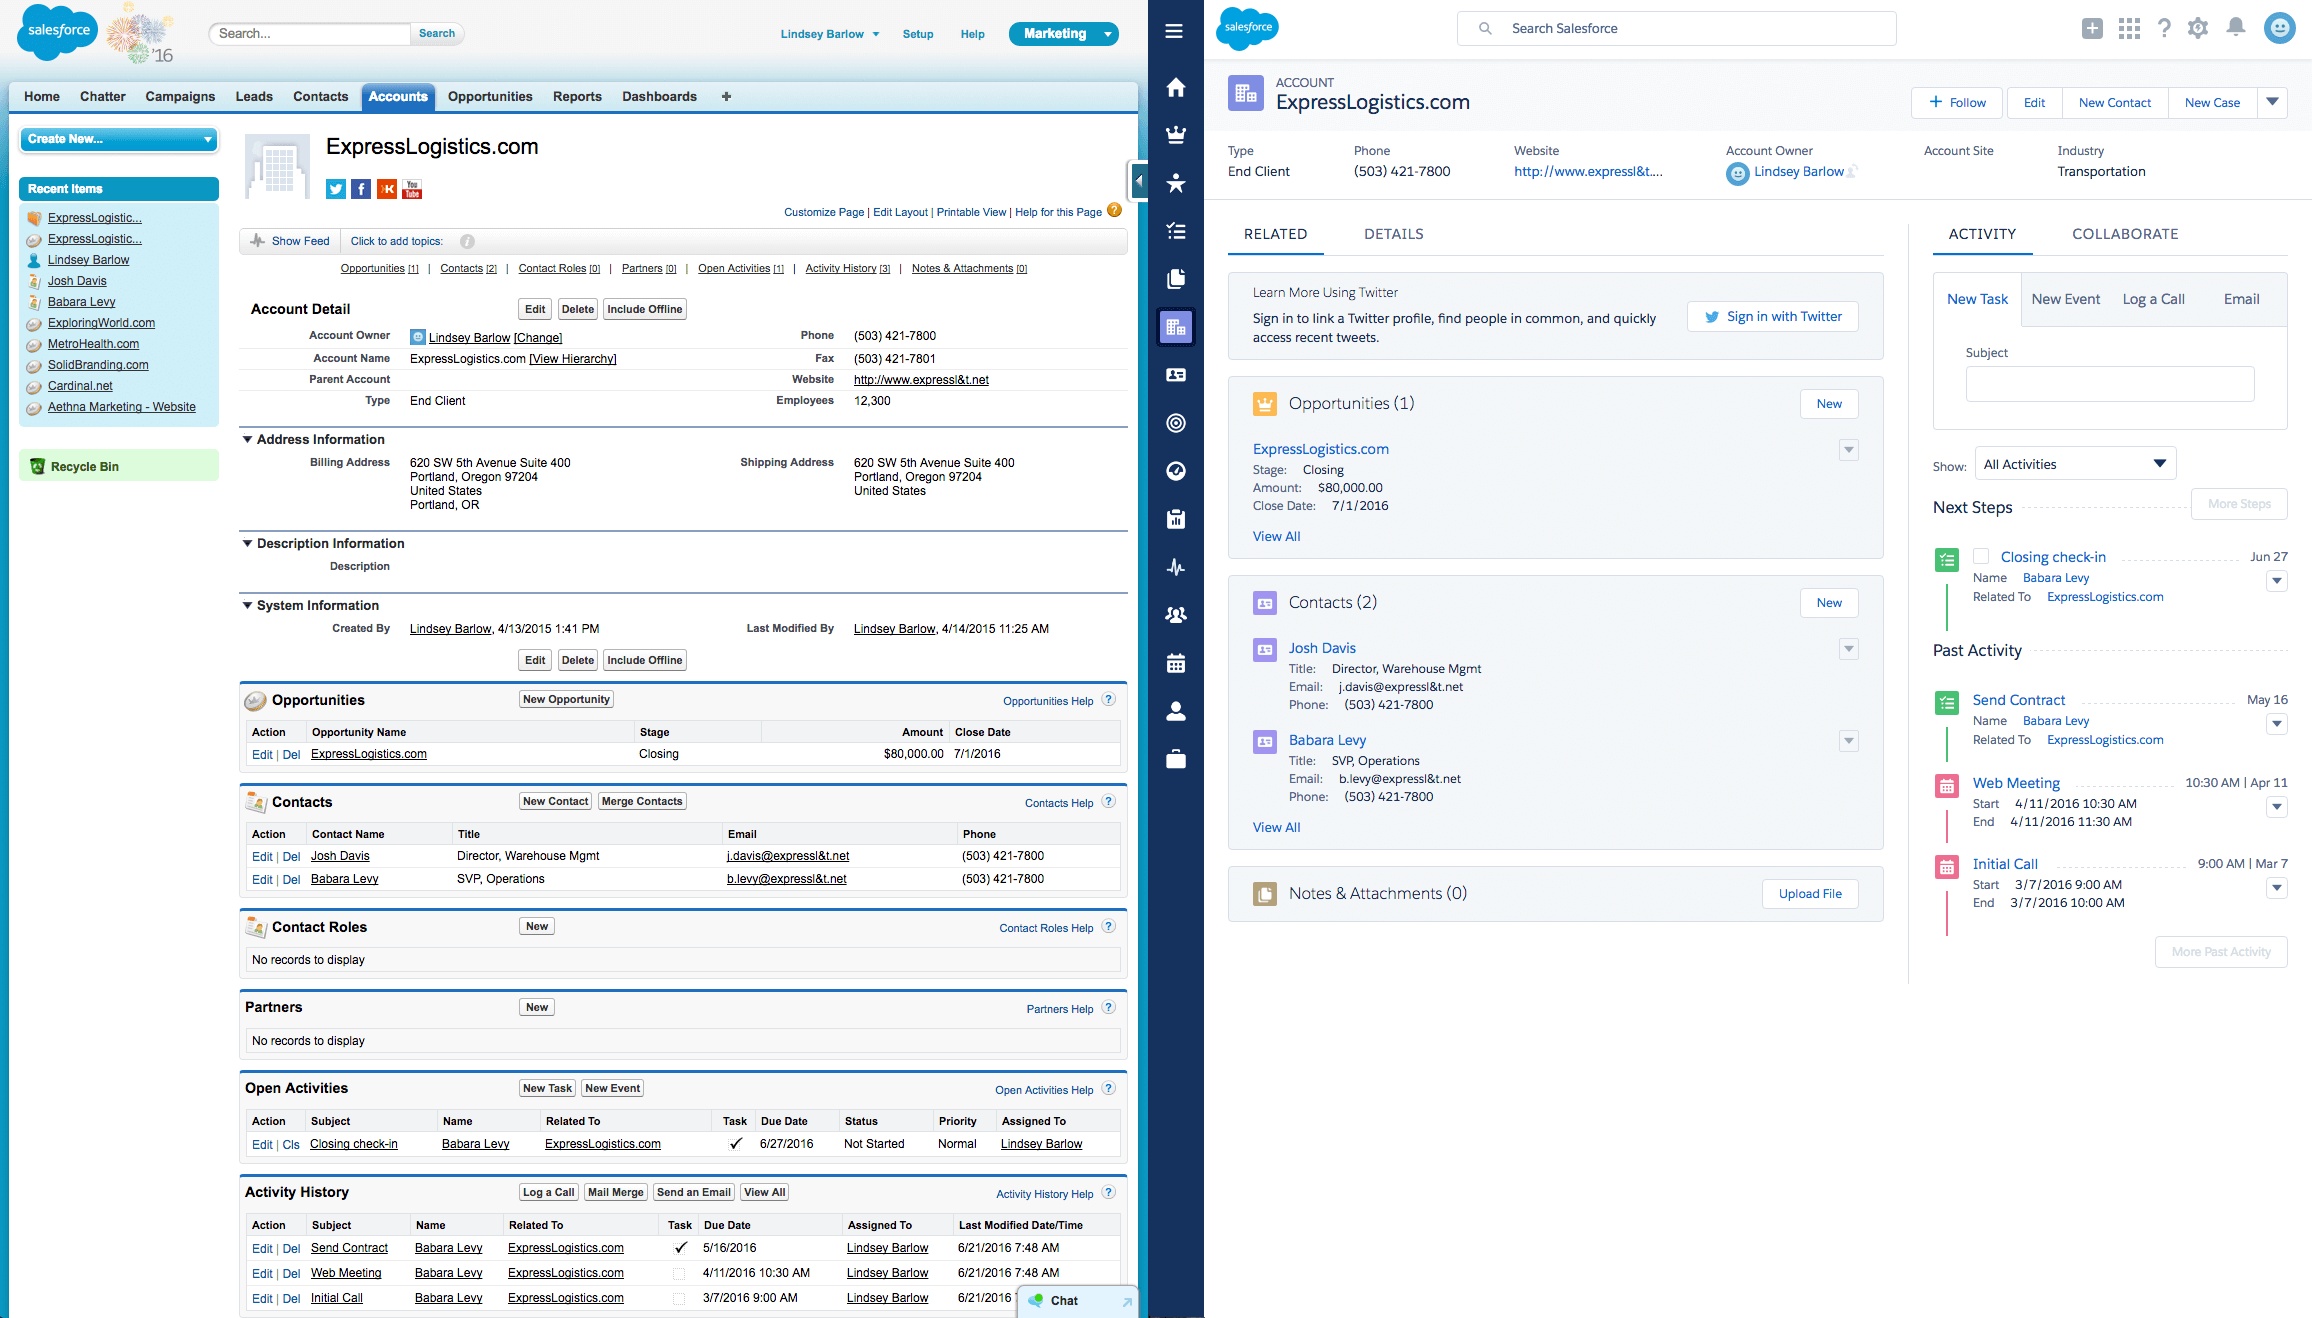 salesforce
'16
Search...
Search
Lindsey Barlow
Setup
Help
Marketing
Home
Chatter
Campaigns
Leads
Contacts
Accounts
Opportunities
Reports
Dashboards
+
Create New...
Recent Items
ExpressLogistic...
ExpressLogistic...
Lindsey Barlow
Josh Davis
Babara Levy
ExploringWorld.com
MetroHealth.com
SolidBranding.com
Cardinal.net
Aethna Marketing - Website
Recycle Bin
ExpressLogistics.com
You Tube
Customize Page | Edit Layout | Printable View | Help for this Page ?
Show Feed
Click to add topics: i
Opportunities [1] | Contacts [2] | Contact Roles [0] | Partners [0] | Open Activities [1] | Activity History [3] | Notes & Attachments [0]
Account Detail Edit Delete Include Offline
Account Owner Lindsey Barlow [Change] Phone (503) 421-7800
Account Name ExpressLogistics.com [View Hierarchy] Fax (503) 421-7801
Parent Account Website http://www.expressl&t.net
Type End Client Employees 12,300
Address Information
Billing Address 620 SW 5th Avenue Suite 400 Shipping Address 620 SW 5th Avenue Suite 400
Portland, Oregon 97204 Portland, Oregon 97204
United States United States
Portland, OR
Description Information
Description
System Information
Created By Lindsey Barlow, 4/13/2015 1:41 PM Last Modified By Lindsey Barlow, 4/14/2015 11:25 AM
Edit Delete Include Offline
Opportunities New Opportunity Opportunities Help ?
Action Opportunity Name Stage Amount Close Date
Edit | Del ExpressLogistics.com Closing $80,000.00 7/1/2016
Contacts New Contact Merge Contacts Contacts Help ?
Action Contact Name Title Email Phone
Edit | Del Josh Davis Director, Warehouse Mgmt j.davis@expressl&t.net (503) 421-7800
Edit | Del Babara Levy SVP, Operations b.levy@expressl&t.net (503) 421-7800
Contact Roles New Contact Roles Help ?
No records to display
Partners New Partners Help ?
No records to display
Open Activities New Task New Event Open Activities Help ?
Action Subject Name Related To Task Due Date Status Priority Assigned To
Edit | Cls Closing check-in Babara Levy ExpressLogistics.com 6/27/2016 Not Started Normal Lindsey Barlow
Activity History Log a Call Mail Merge Send an Email View All Activity History Help ?
Action Subject Name Related To Task Due Date Assigned To Last Modified Date/Time
Edit | Del Send Contract Babara Levy ExpressLogistics.com 5/16/2016 Lindsey Barlow 6/21/2016 7:48 AM
Edit | Del Web Meeting Babara Levy ExpressLogistics.com 4/11/2016 10:30 AM Lindsey Barlow 6/21/2016 7:48 AM
Edit | Del Initial Call Babara Levy ExpressLogistics.com 3/7/2016 9:00 AM Lindsey Barlow 6/21/2016
Chat
salesforce
Search Salesforce
?
ACCOUNT
ExpressLogistics.com
+ Follow
Edit
New Contact
New Case
Type Phone Website Account Owner Account Site Industry
End Client (503) 421-7800 http://www.expressl&t.... Lindsey Barlow Transportation
RELATED
DETAILS
Learn More Using Twitter
Sign in to link a Twitter profile, find people in common, and quickly
access recent tweets.
Sign in with Twitter
Opportunities (1)
New
ExpressLogistics.com
Stage: Closing
Amount: $80,000.00
Close Date: 7/1/2016
View All
Contacts (2)
New
Josh Davis
Title: Director, Warehouse Mgmt
Email: j.davis@expressl&t.net
Phone: (503) 421-7800
Babara Levy
Title: SVP, Operations
Email: b.levy@expressl&t.net
Phone: (503) 421-7800
View All
Notes & Attachments (0)
Upload File
ACTIVITY
COLLABORATE
New Task
New Event
Log a Call
Email
Subject
Show: All Activities
Next Steps
More Steps
Closing check-in Jun 27
Name Babara Levy
Related To ExpressLogistics.com
Past Activity
Send Contract May 16
Name Babara Levy
Related To ExpressLogistics.com
Web Meeting 10:30 AM | Apr 11
Start 4/11/2016 10:30 AM
End 4/11/2016 11:30 AM
Initial Call 9:00 AM | Mar 7
Start 3/7/2016 9:00 AM
End 3/7/2016 10:00 AM
More Past Activity